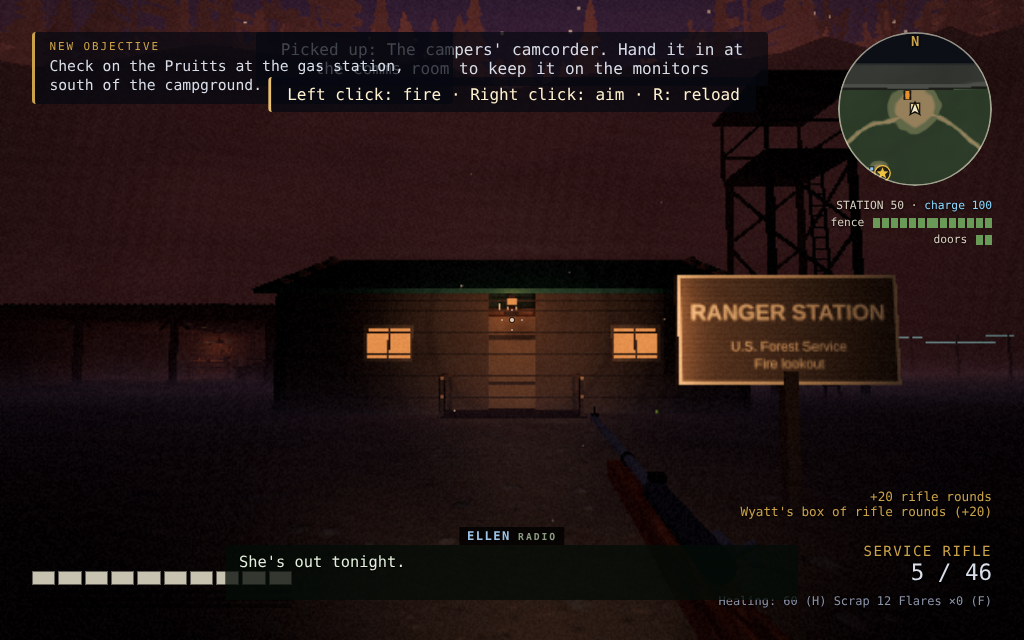 NEW OBJECTIVE
Check on the Pruitts at the gas station,
south of the campground.
Picked up: The campers' camcorder. Hand it in at
the comms room to keep it on the monitors
Left click: fire · Right click: aim · R: reload
N
STATION 50 · charge 100
fence
doors
RANGER STATION
U.S. Forest Service
Fire lookout
+20 rifle rounds
Wyatt's box of rifle rounds (+20)
ELLEN RADIO
She's out tonight.
SERVICE RIFLE
5 / 46
Healing: 60 (H) Scrap 12 Flares ×0 (F)